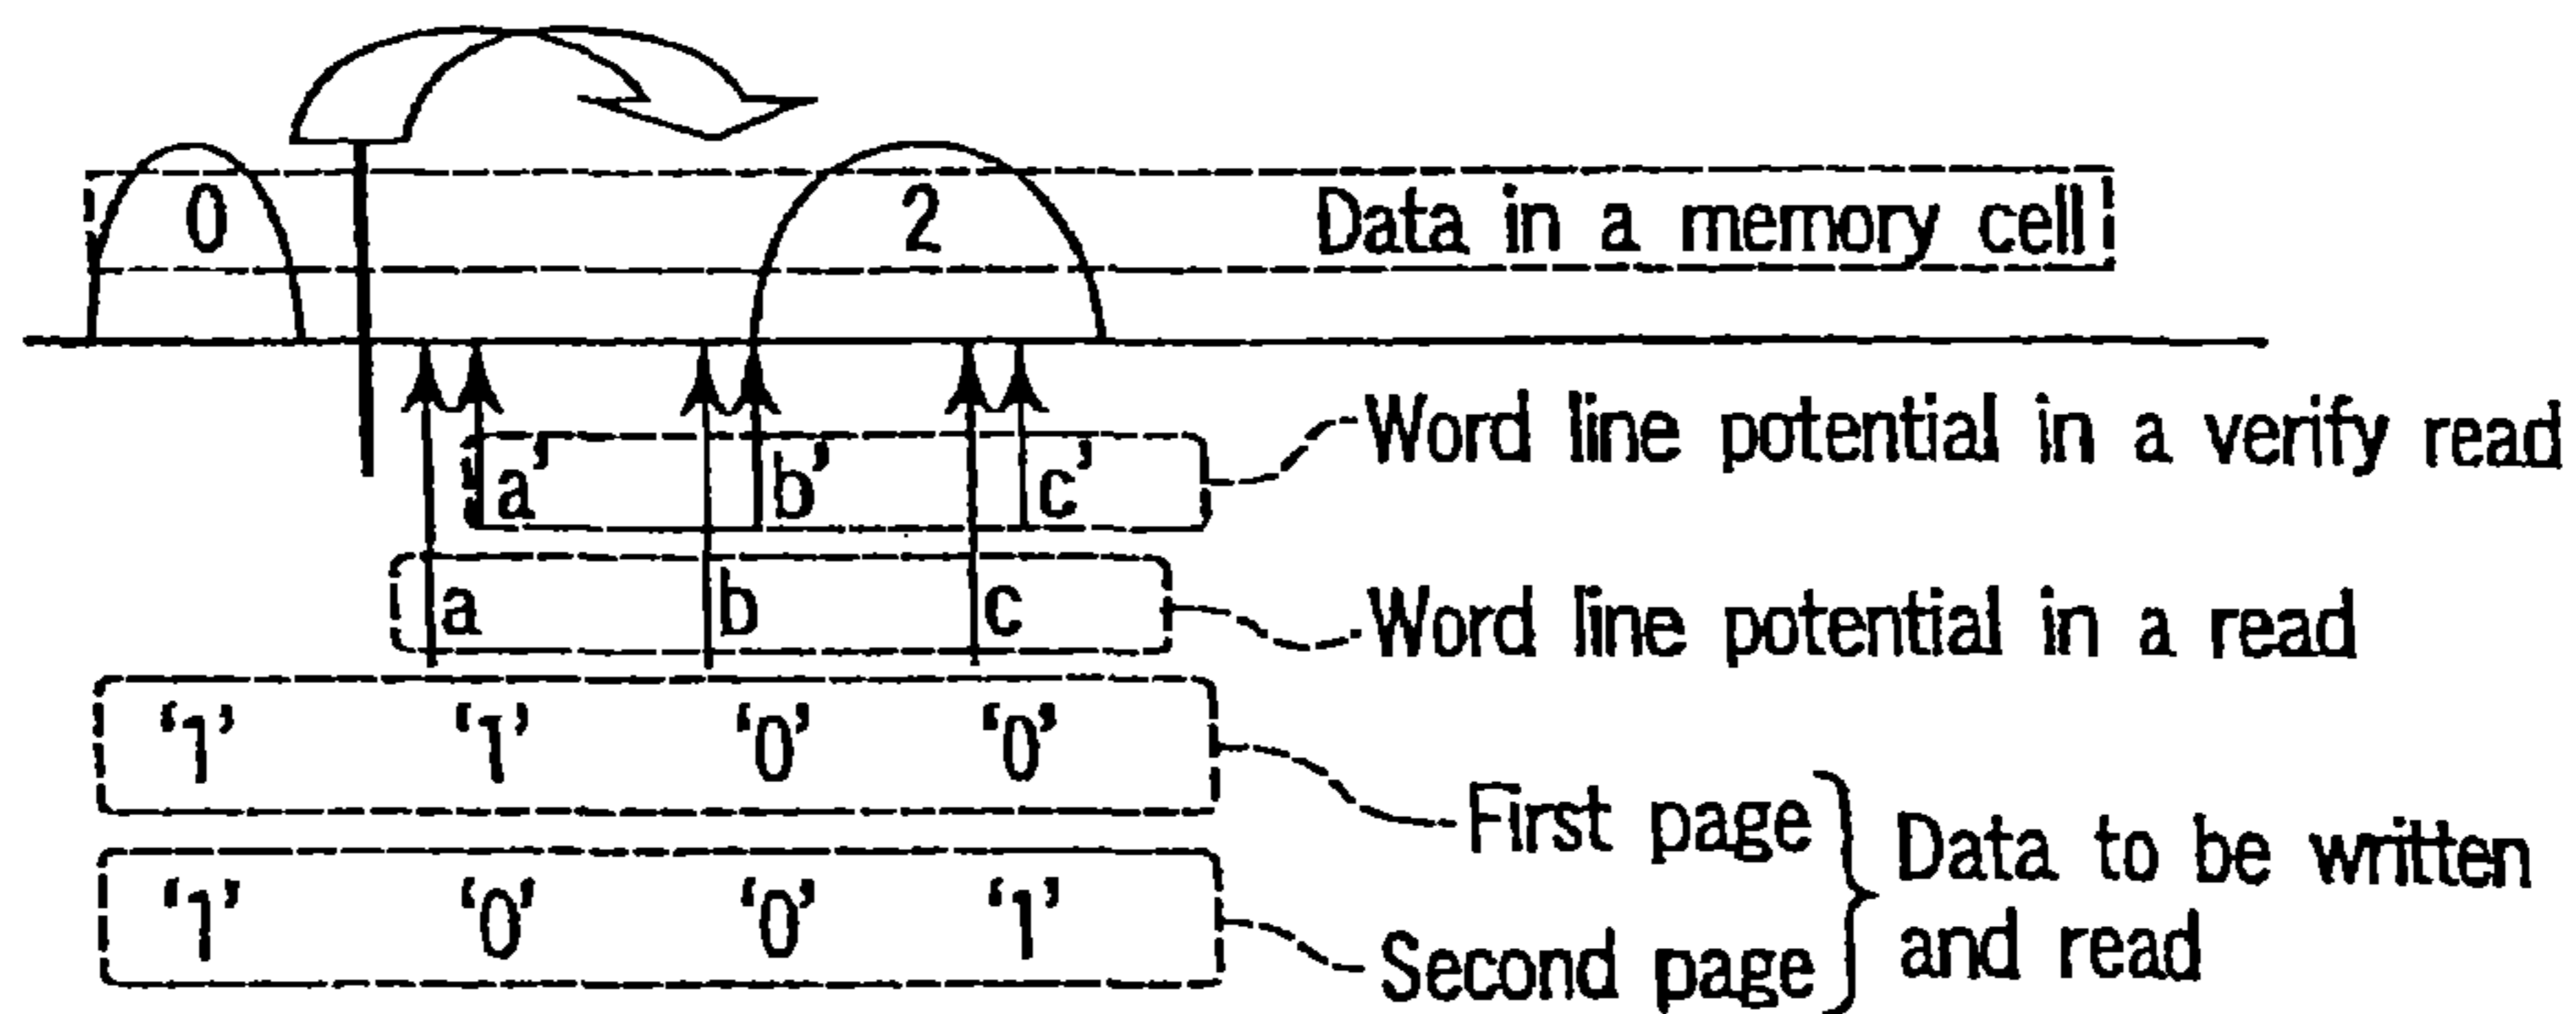 0 2 Data in a memory cell
a’ b’ c’ Word line potential in a verify read
a b c Word line potential in a read
‘1’ ‘1’ ‘0’ ‘0’
First page
‘1’ ‘0’ ‘0’ ‘1’
Second page
Data to be written
and read